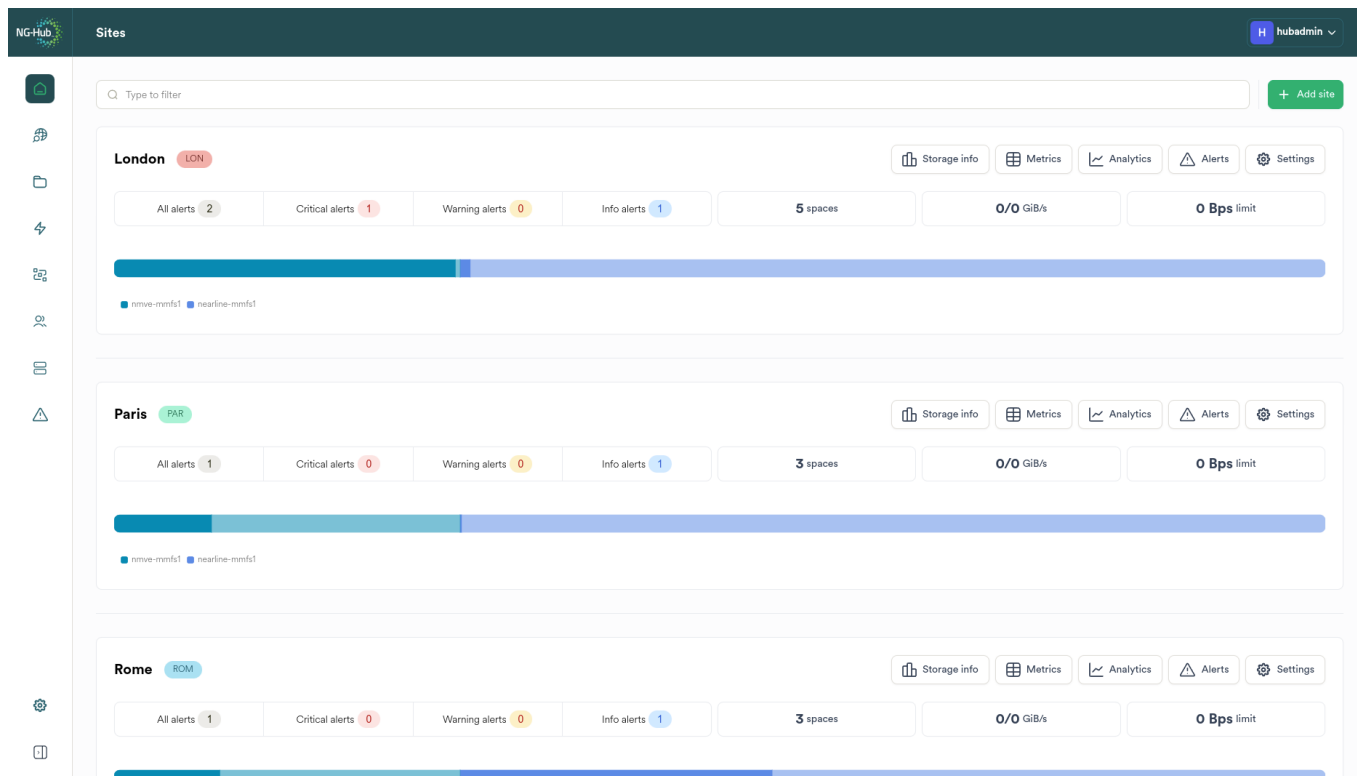 NG-Hub
Sites
H hubadmin
Type to filter
+ Add site
London LON
Storage info Metrics Analytics Alerts Settings
All alerts 2 Critical alerts 1 Warning alerts 0 Info alerts 1 5 spaces 0/0 GiB/s 0 Bps limit
nmve-mmfs1 nearline-mmfs1
Paris PAR
Storage info Metrics Analytics Alerts Settings
All alerts 1 Critical alerts 0 Warning alerts 0 Info alerts 1 3 spaces 0/0 GiB/s 0 Bps limit
nmve-mmfs1 nearline-mmfs1
Rome ROM
Storage info Metrics Analytics Alerts Settings
All alerts 1 Critical alerts 0 Warning alerts 0 Info alerts 1 3 spaces 0/0 GiB/s 0 Bps limit